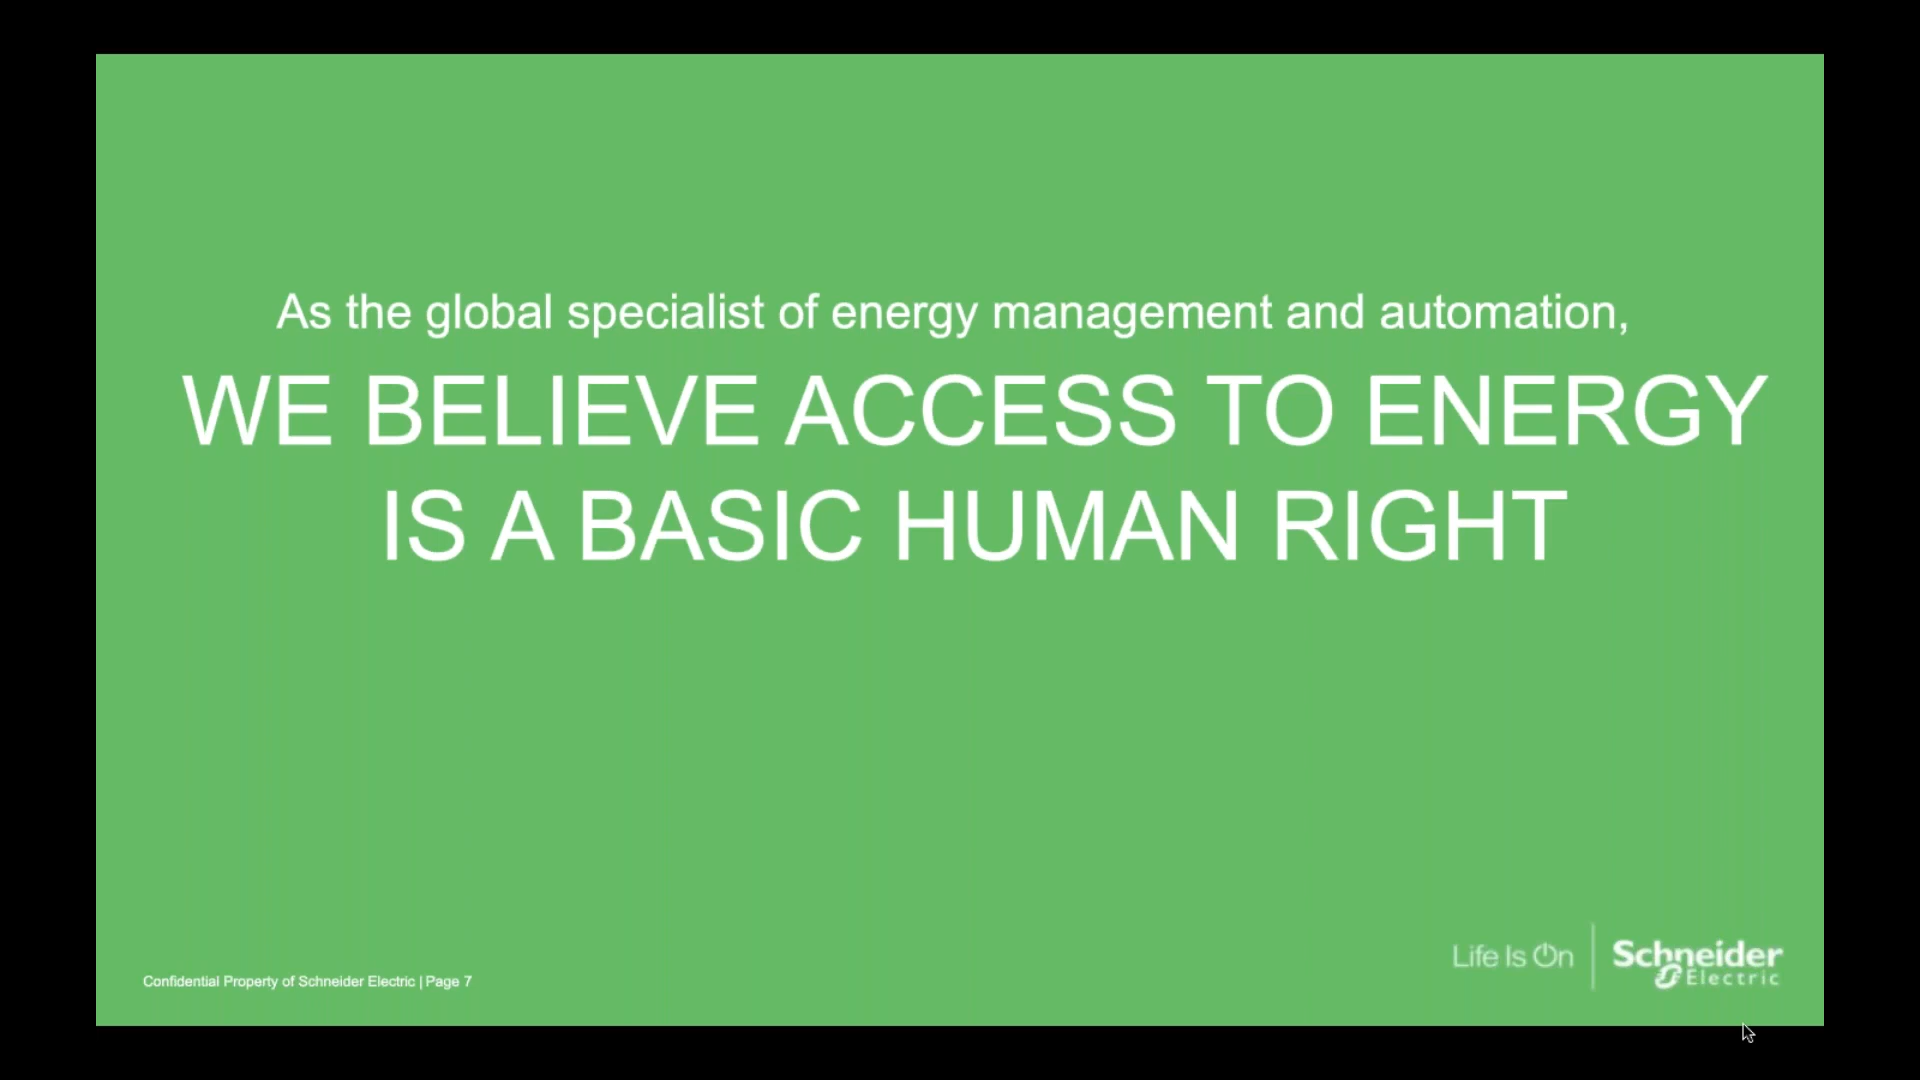 As the global specialist of energy management and automation,
WE BELIEVE ACCESS TO ENERGY
IS A BASIC HUMAN RIGHT
Confidential Property of Schneider Electric | Page 7
Life Is On
Schneider
Electric